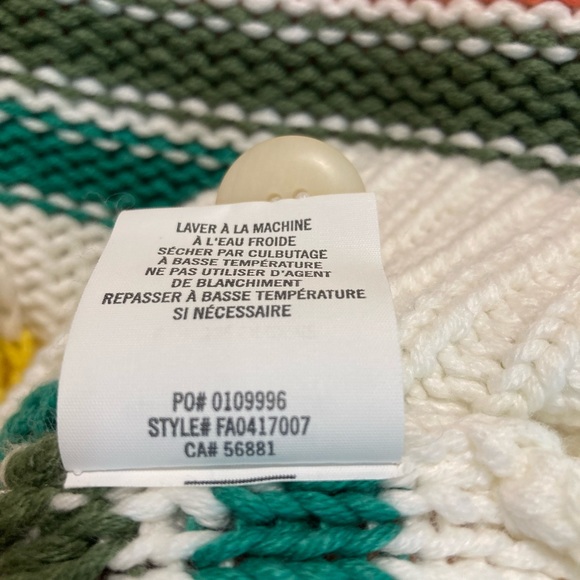 LAVER À LA MACHINE
À L'EAU FROIDE
SÉCHER PAR CULBUTAGE
À BASSE TEMPÉRATURE
NE PAS UTILISER D'AGENT
DE BLANCHIMENT
REPASSER À BASSE TEMPÉRATURE
SI NÉCESSAIRE
PO# 0109996
STYLE# FA0417007
CA# 56881